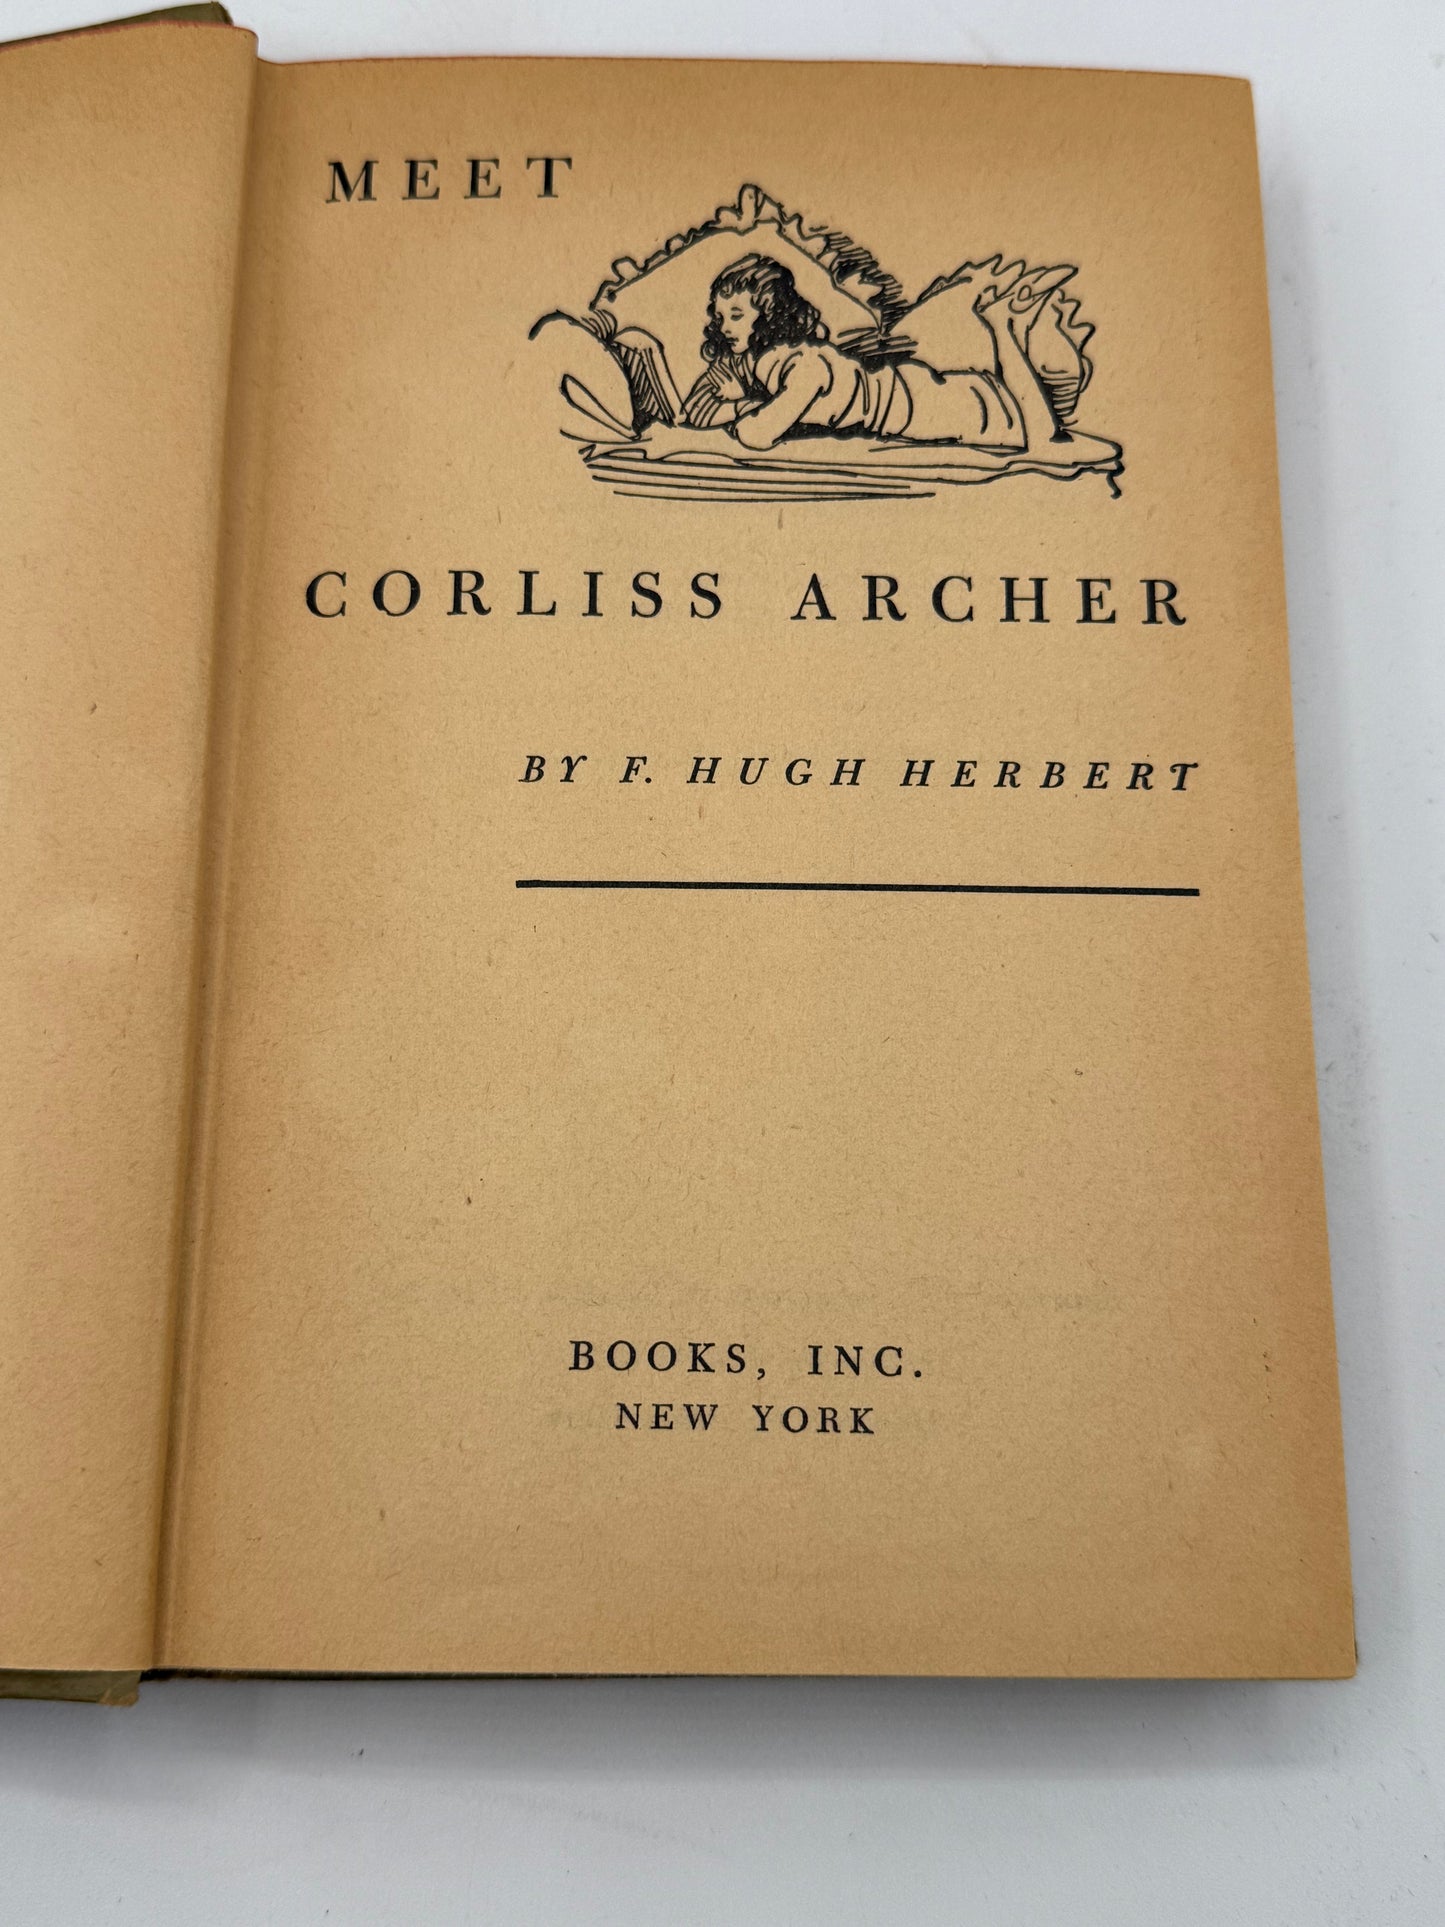 MEET
CORLISS ARCHER
BY F. HUGH HERBERT
BOOKS, INC.
NEW YORK